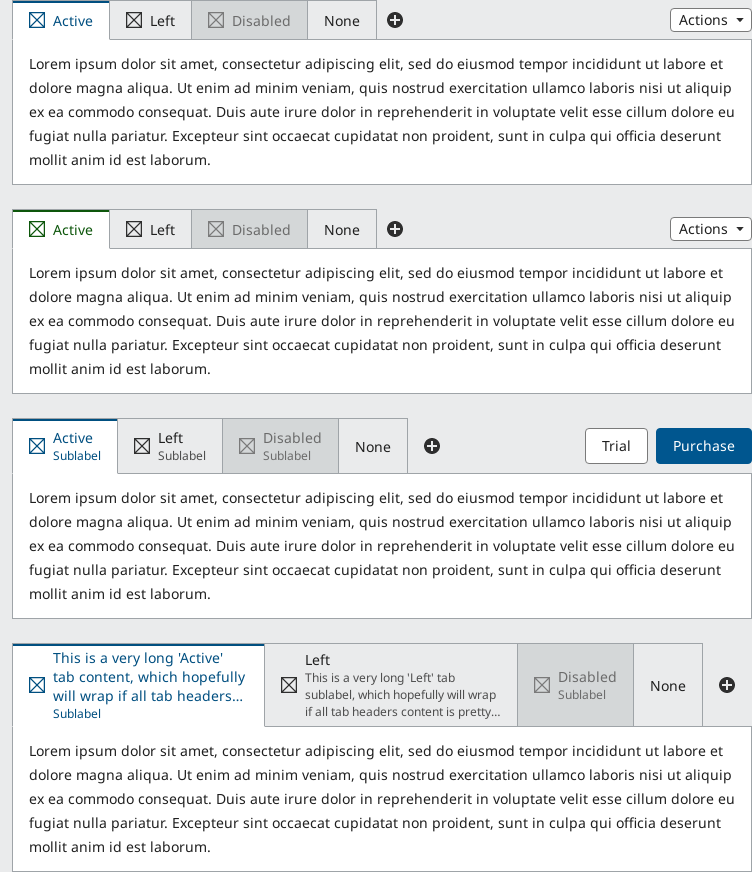 Active Left Disabled None Actions
Lorem ipsum dolor sit amet, consectetur adipiscing elit, sed do eiusmod tempor incididunt ut labore et
dolore magna aliqua. Ut enim ad minim veniam, quis nostrud exercitation ullamco laboris nisi ut aliquip
ex ea commodo consequat. Duis aute irure dolor in reprehenderit in voluptate velit esse cillum dolore eu
fugiat nulla pariatur. Excepteur sint occaecat cupidatat non proident, sunt in culpa qui officia deserunt
mollit anim id est laborum.
Active Left Disabled None Actions
Lorem ipsum dolor sit amet, consectetur adipiscing elit, sed do eiusmod tempor incididunt ut labore et
dolore magna aliqua. Ut enim ad minim veniam, quis nostrud exercitation ullamco laboris nisi ut aliquip
ex ea commodo consequat. Duis aute irure dolor in reprehenderit in voluptate velit esse cillum dolore eu
fugiat nulla pariatur. Excepteur sint occaecat cupidatat non proident, sunt in culpa qui officia deserunt
mollit anim id est laborum.
Active
Sublabel
Left
Sublabel
Disabled
Sublabel
None
Trial
Purchase
Lorem ipsum dolor sit amet, consectetur adipiscing elit, sed do eiusmod tempor incididunt ut labore et
dolore magna aliqua. Ut enim ad minim veniam, quis nostrud exercitation ullamco laboris nisi ut aliquip
ex ea commodo consequat. Duis aute irure dolor in reprehenderit in voluptate velit esse cillum dolore eu
fugiat nulla pariatur. Excepteur sint occaecat cupidatat non proident, sunt in culpa qui officia deserunt
mollit anim id est laborum.
This is a very long 'Active'
tab content, which hopefully
will wrap if all tab headers...
Sublabel
Left
This is a very long 'Left' tab
sublabel, which hopefully will wrap
if all tab headers content is pretty...
Disabled
Sublabel
None
Lorem ipsum dolor sit amet, consectetur adipiscing elit, sed do eiusmod tempor incididunt ut labore et
dolore magna aliqua. Ut enim ad minim veniam, quis nostrud exercitation ullamco laboris nisi ut aliquip
ex ea commodo consequat. Duis aute irure dolor in reprehenderit in voluptate velit esse cillum dolore eu
fugiat nulla pariatur. Excepteur sint occaecat cupidatat non proident, sunt in culpa qui officia deserunt
mollit anim id est laborum.